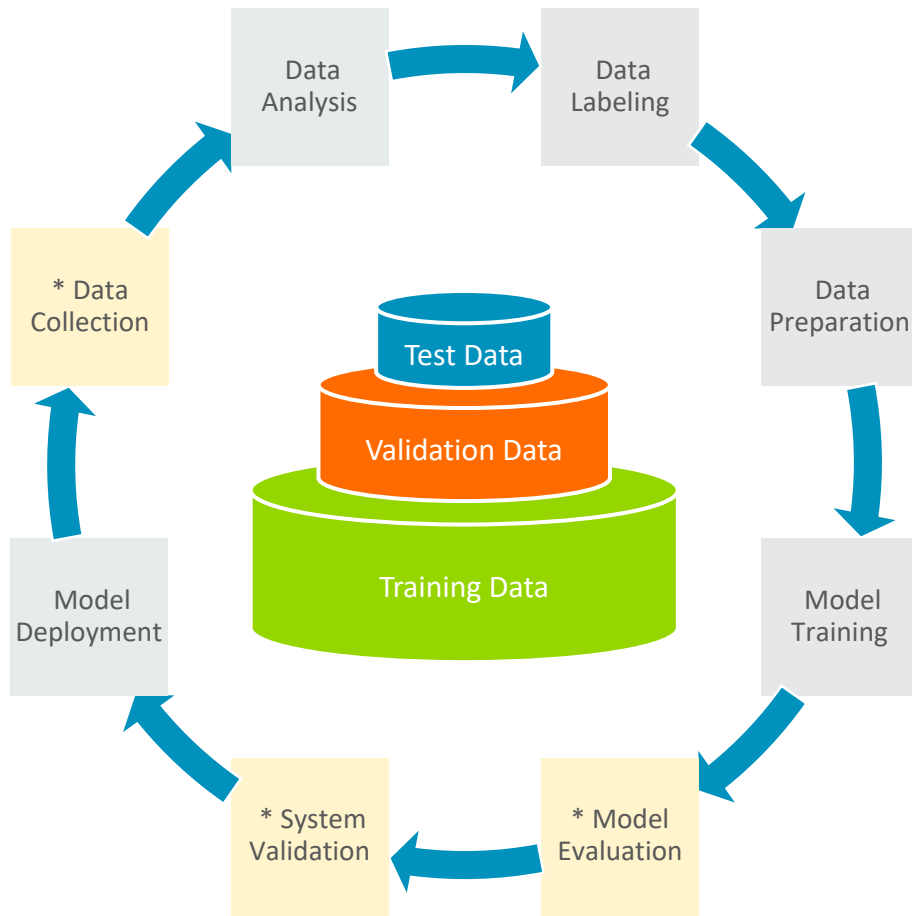 Data
Analysis
Data
Labeling
* Data
Collection
Data
Preparation
Test Data
Validation Data
Training Data
Model
Deployment
Model
Training
* System
Validation
* Model
Evaluation